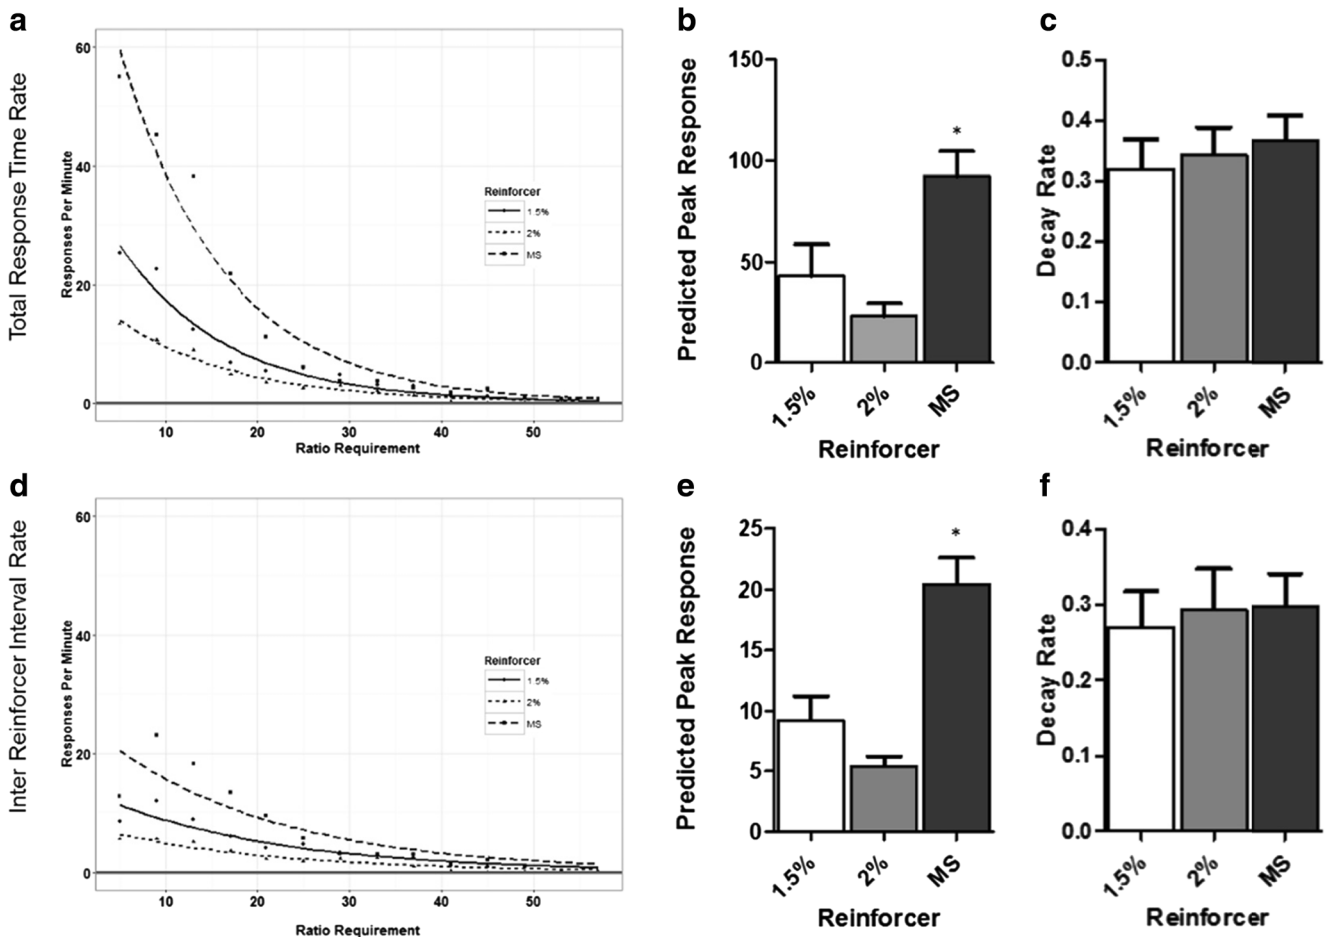 a
Total Response Time Rate
Responses Per Minute
60
40
20
0
10 20 30 40 50
Ratio Requirement
Reinforcer
1.5%
2%
MS
b
Predicted Peak Response
150
100
50
0
*
1.5% 2% MS
Reinforcer
c
Decay Rate
0.5
0.4
0.3
0.2
0.1
0.0
1.5% 2% MS
Reinforcer
d
Inter Reinforcer Interval Rate
Responses Per Minute
60
40
20
0
10 20 30 40 50
Ratio Requirement
Reinforcer
1.5%
2%
MS
e
Predicted Peak Response
25
20
15
10
5
0
*
1.5% 2% MS
Reinforcer
f
Decay Rate
0.4
0.3
0.2
0.1
0.0
1.5% 2% MS
Reinforcer